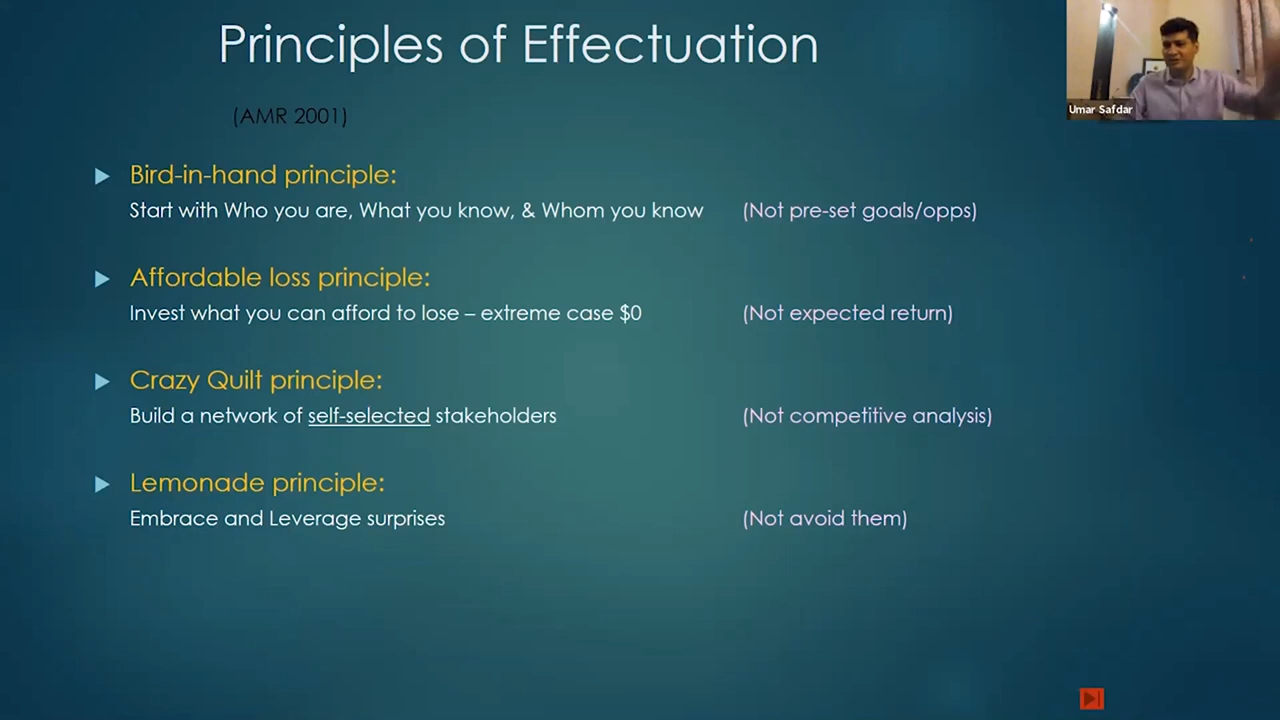 Principles of Effectuation
(AMR 2001)
Umar Safdar
Bird-in-hand principle:
Start with Who you are, What you know, & Whom you know (Not pre-set goals/opps)
Affordable loss principle:
Invest what you can afford to lose – extreme case $0 (Not expected return)
Crazy Quilt principle:
Build a network of self-selected stakeholders (Not competitive analysis)
Lemonade principle:
Embrace and Leverage surprises (Not avoid them)